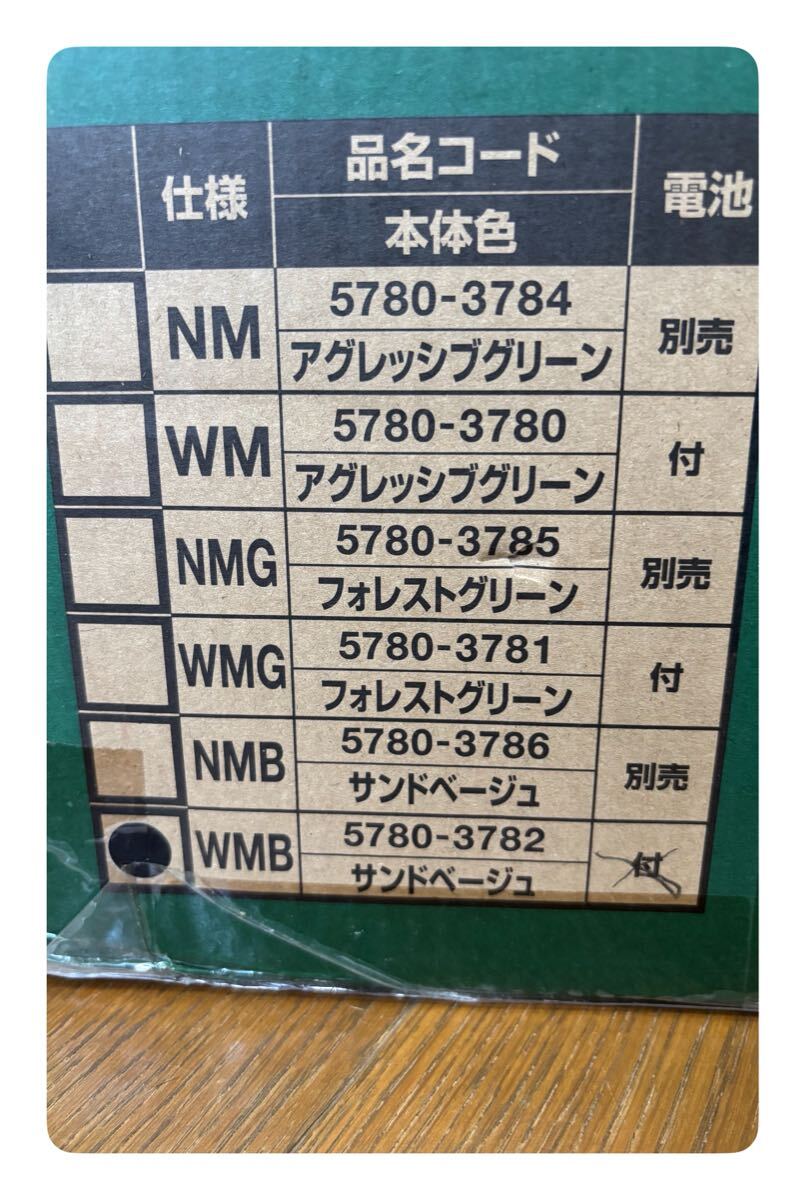 仕様
品名コード
本体色
電池
NM
5780-3784
アグレッシブグリーン
別売
WM
5780-3780
アグレッシブグリーン
付
NMG
5780-3785
フォレストグリーン
別売
WMG
5780-3781
フォレストグリーン
付
NMB
5780-3786
サンドベージュ
別売
WMB
5780-3782
サンドベージュ
付